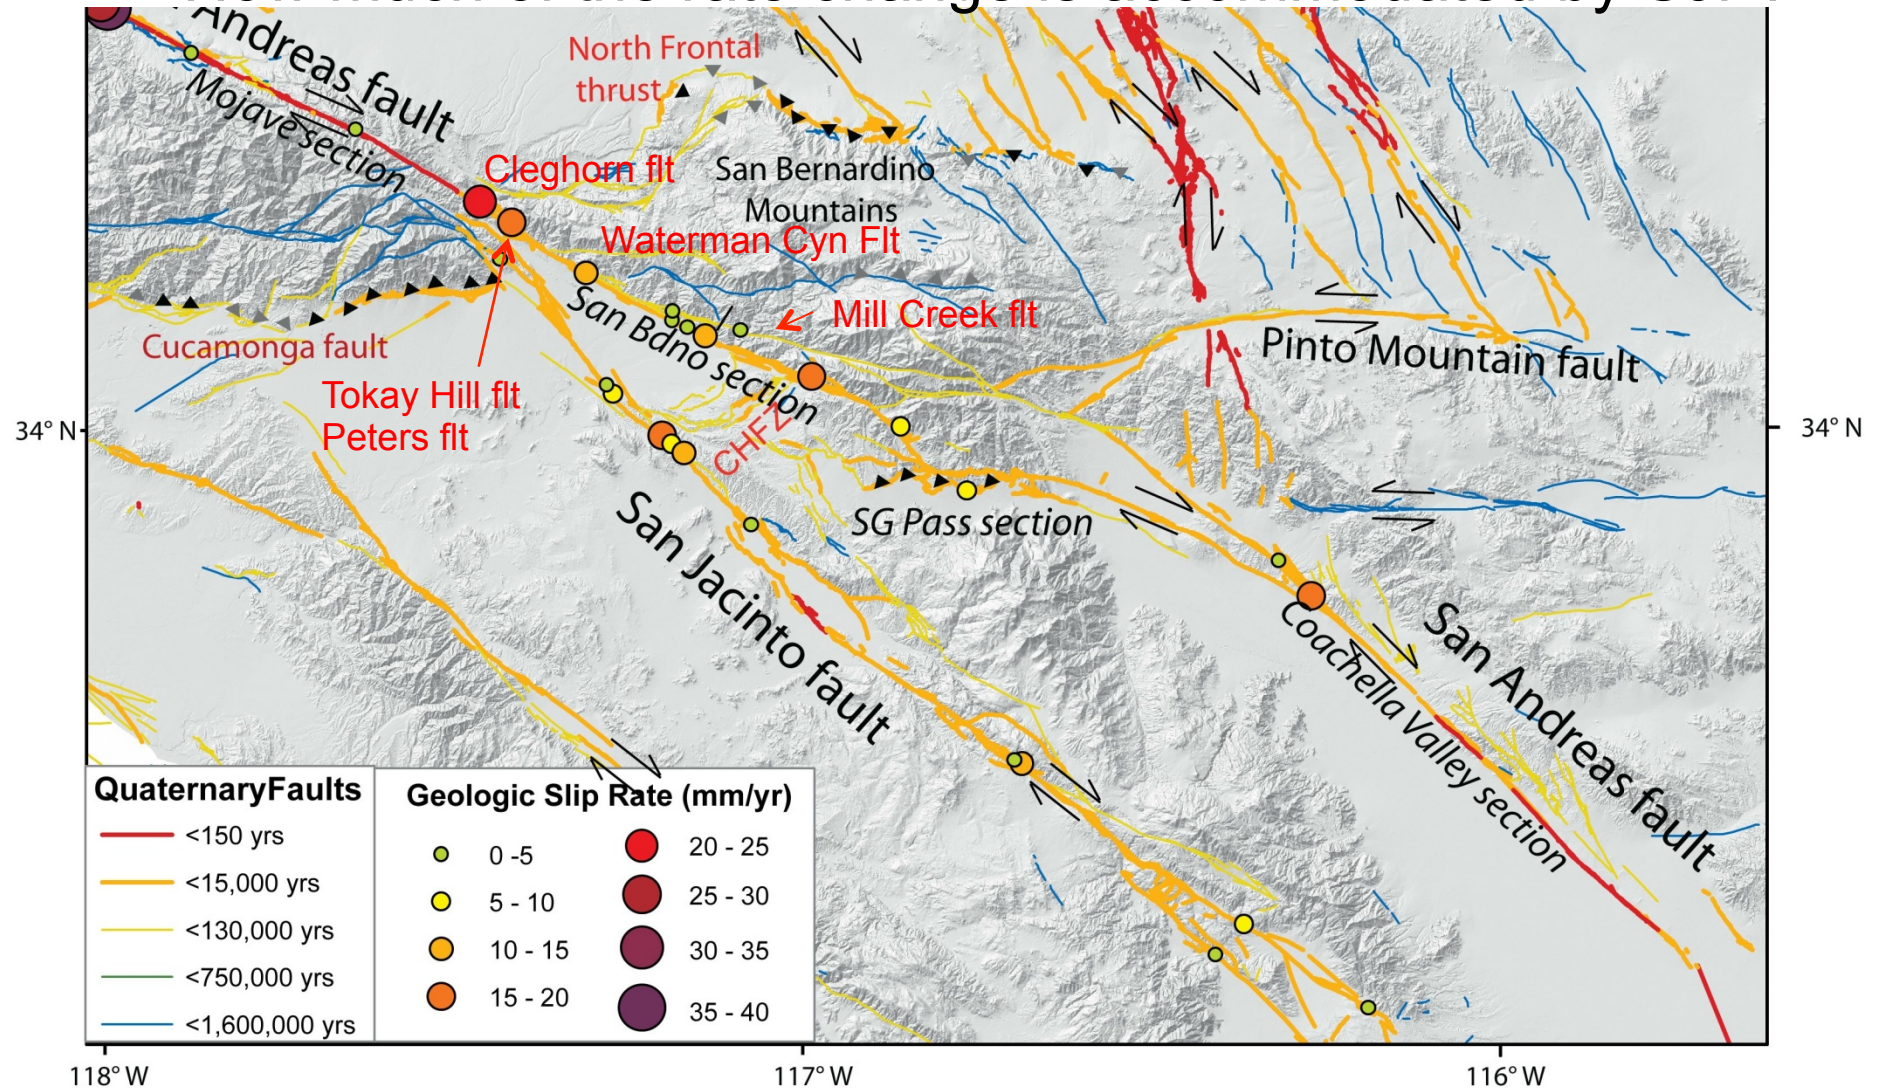 Andreas fault
Mojave section
North Frontal
thrust
Cleghorn flt
San Bernardino
Mountains
Waterman Cyn Flt
Mill Creek flt
San Bdno section
Pinto Mountain fault
Cucamonga fault
Tokay Hill flt
Peters flt
34° N
34° N
CHFZ
SG Pass section
San Jacinto fault
Coachella Valley section
San Andreas fault
QuaternaryFaults
<150 yrs
<15,000 yrs
<130,000 yrs
<750,000 yrs
<1,600,000 yrs
Geologic Slip Rate (mm/yr)
0 -5
5 - 10
10 - 15
15 - 20
20 - 25
25 - 30
30 - 35
35 - 40
118° W
117° W
116° W